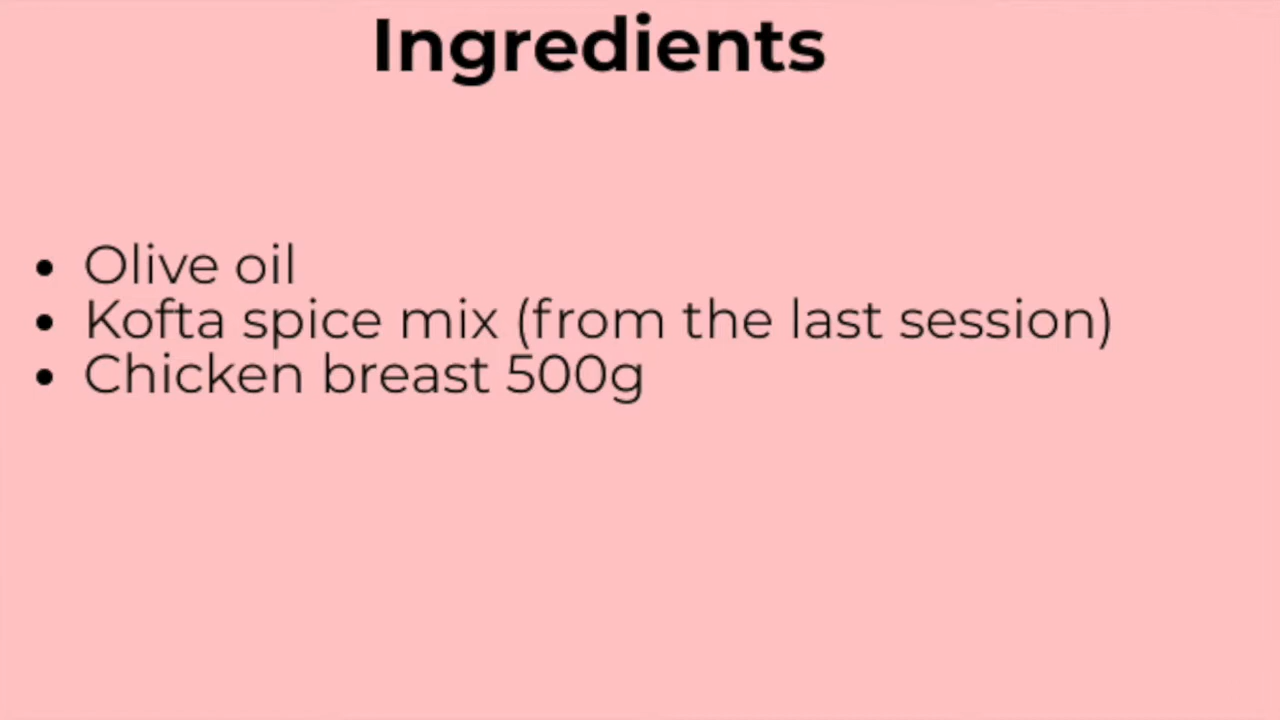 Ingredients
• Olive oil
• Kofta spice mix (from the last session)
• Chicken breast 500g